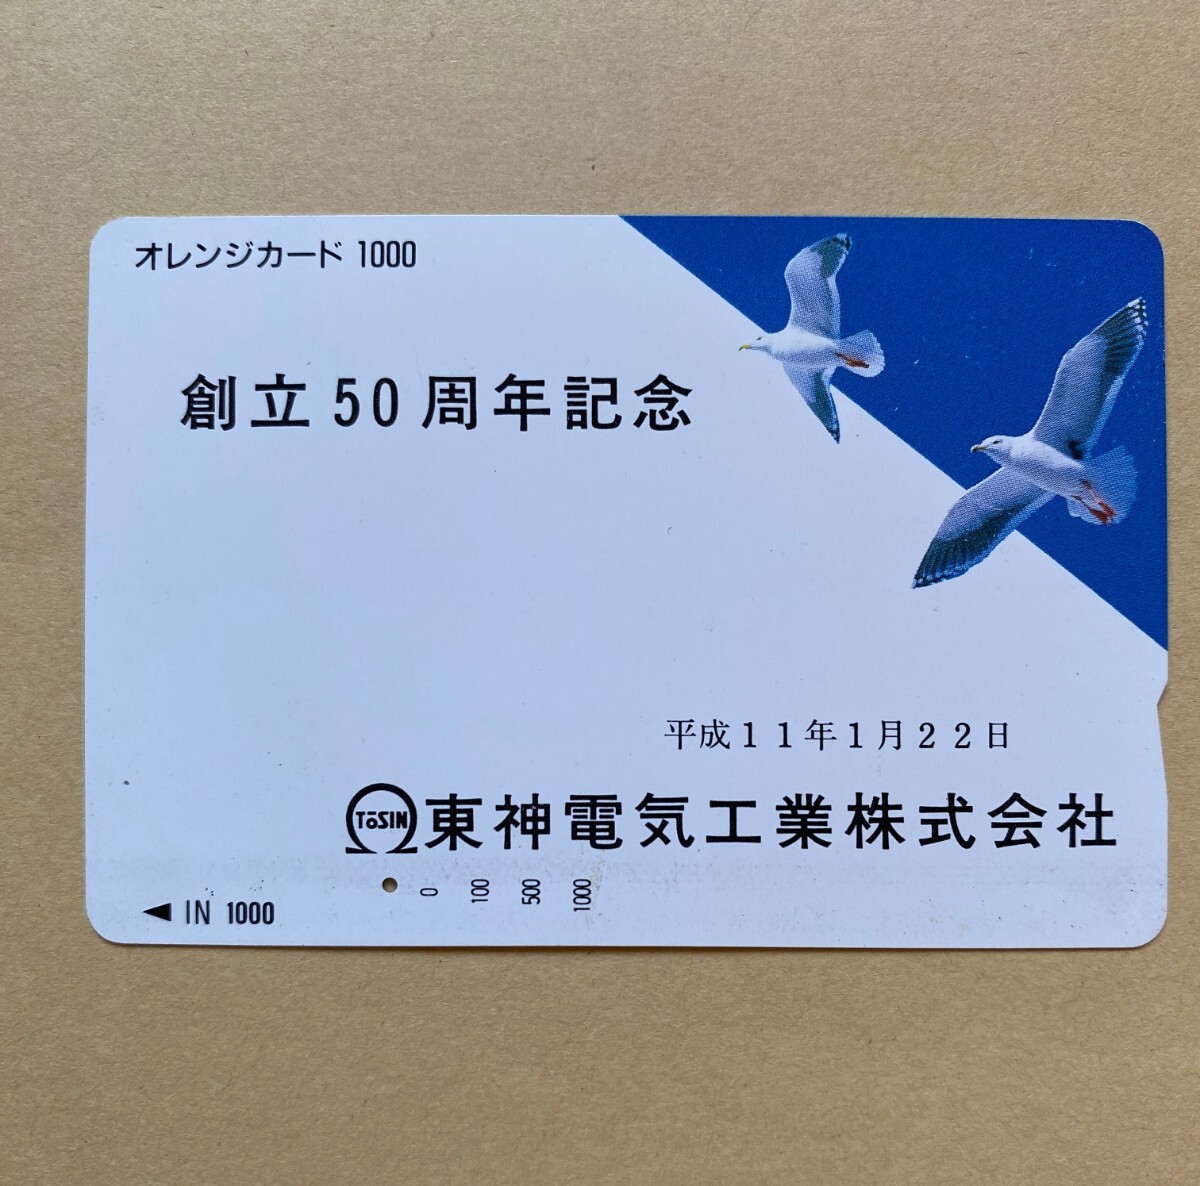 オレンジカード 1000
創立 50 周年記念
平成１１年１月２２日
TōSIN 東神電気工業株式会社
0 100 500 1000
◀ IN 1000